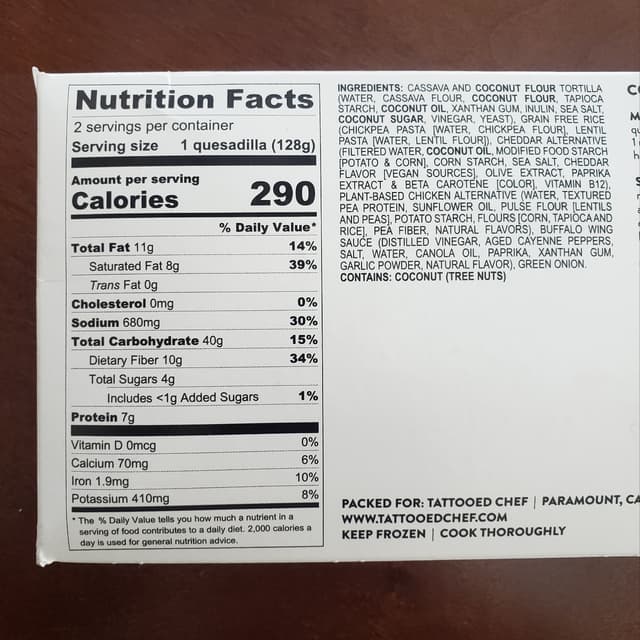 Nutrition Facts
2 servings per container
Serving size 1 quesadilla (128g)
Amount per serving
Calories 290
% Daily Value*
Total Fat 11g 14%
Saturated Fat 8g 39%
Trans Fat 0g
Cholesterol 0mg 0%
Sodium 680mg 30%
Total Carbohydrate 40g 15%
Dietary Fiber 10g 34%
Total Sugars 4g
Includes <1g Added Sugars 1%
Protein 7g
Vitamin D 0mcg 0%
Calcium 70mg 6%
Iron 1.9mg 10%
Potassium 410mg 8%
* The % Daily Value tells you how much a nutrient in a
serving of food contributes to a daily diet. 2,000 calories a
day is used for general nutrition advice.
INGREDIENTS: CASSAVA AND COCONUT FLOUR TORTILLA
(WATER, CASSAVA FLOUR, COCONUT FLOUR, TAPIOCA
STARCH, COCONUT OIL, XANTHAN GUM, INULIN, SEA SALT,
COCONUT SUGAR, VINEGAR, YEAST), GRAIN FREE RICE
(CHICKPEA PASTA [WATER, CHICKPEA FLOUR], LENTIL
PASTA [WATER, LENTIL FLOUR]), CHEDDAR ALTERNATIVE
(FILTERED WATER, COCONUT OIL, MODIFIED FOOD STARCH
[POTATO & CORN], CORN STARCH, SEA SALT, CHEDDAR
FLAVOR [VEGAN SOURCES], OLIVE EXTRACT, PAPRIKA
EXTRACT & BETA CAROTENE [COLOR], VITAMIN B12),
PLANT-BASED CHICKEN ALTERNATIVE (WATER, TEXTURED
PEA PROTEIN, SUNFLOWER OIL, PULSE FLOUR [LENTILS
AND PEAS], POTATO STARCH, FLOURS [CORN, TAPIOCA AND
RICE], PEA FIBER, NATURAL FLAVORS), BUFFALO WING
SAUCE (DISTILLED VINEGAR, AGED CAYENNE PEPPERS,
SALT, WATER, CANOLA OIL, PAPRIKA, XANTHAN GUM,
GARLIC POWDER, NATURAL FLAVOR), GREEN ONION.
CONTAINS: COCONUT (TREE NUTS)
PACKED FOR: TATTOOED CHEF | PARAMOUNT, CA
WWW.TATTOOEDCHEF.COM
KEEP FROZEN | COOK THOROUGHLY